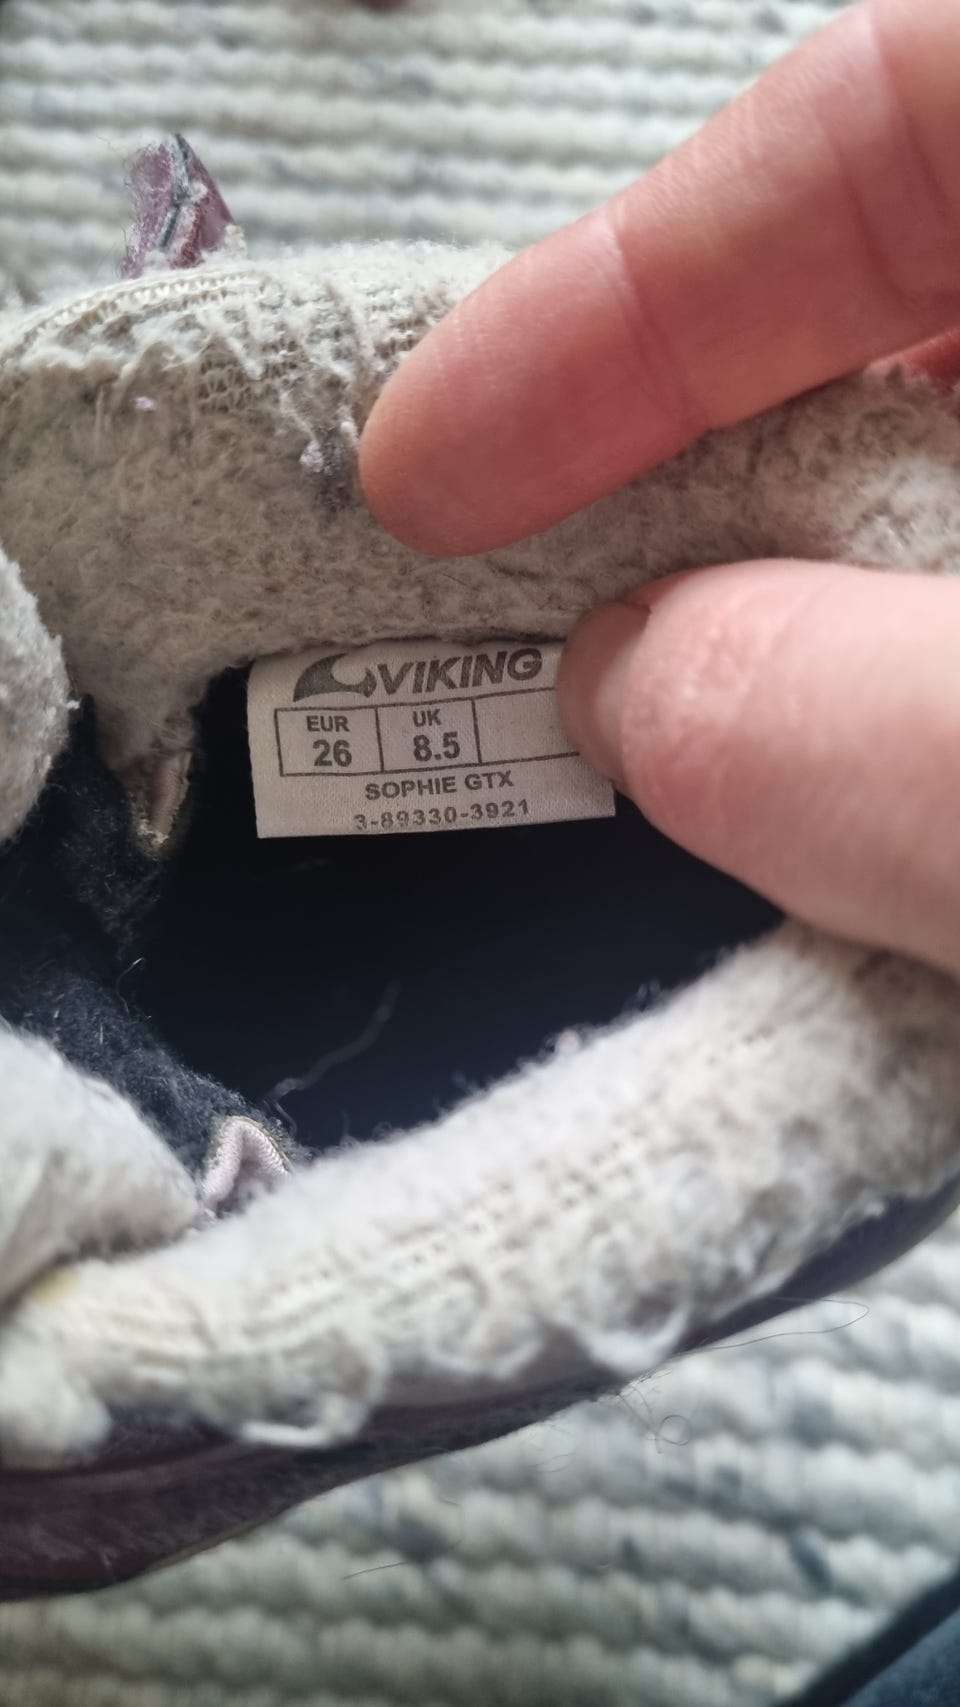 VIKING
EUR UK
26 8.5
SOPHIE GTX
3-89330-3921